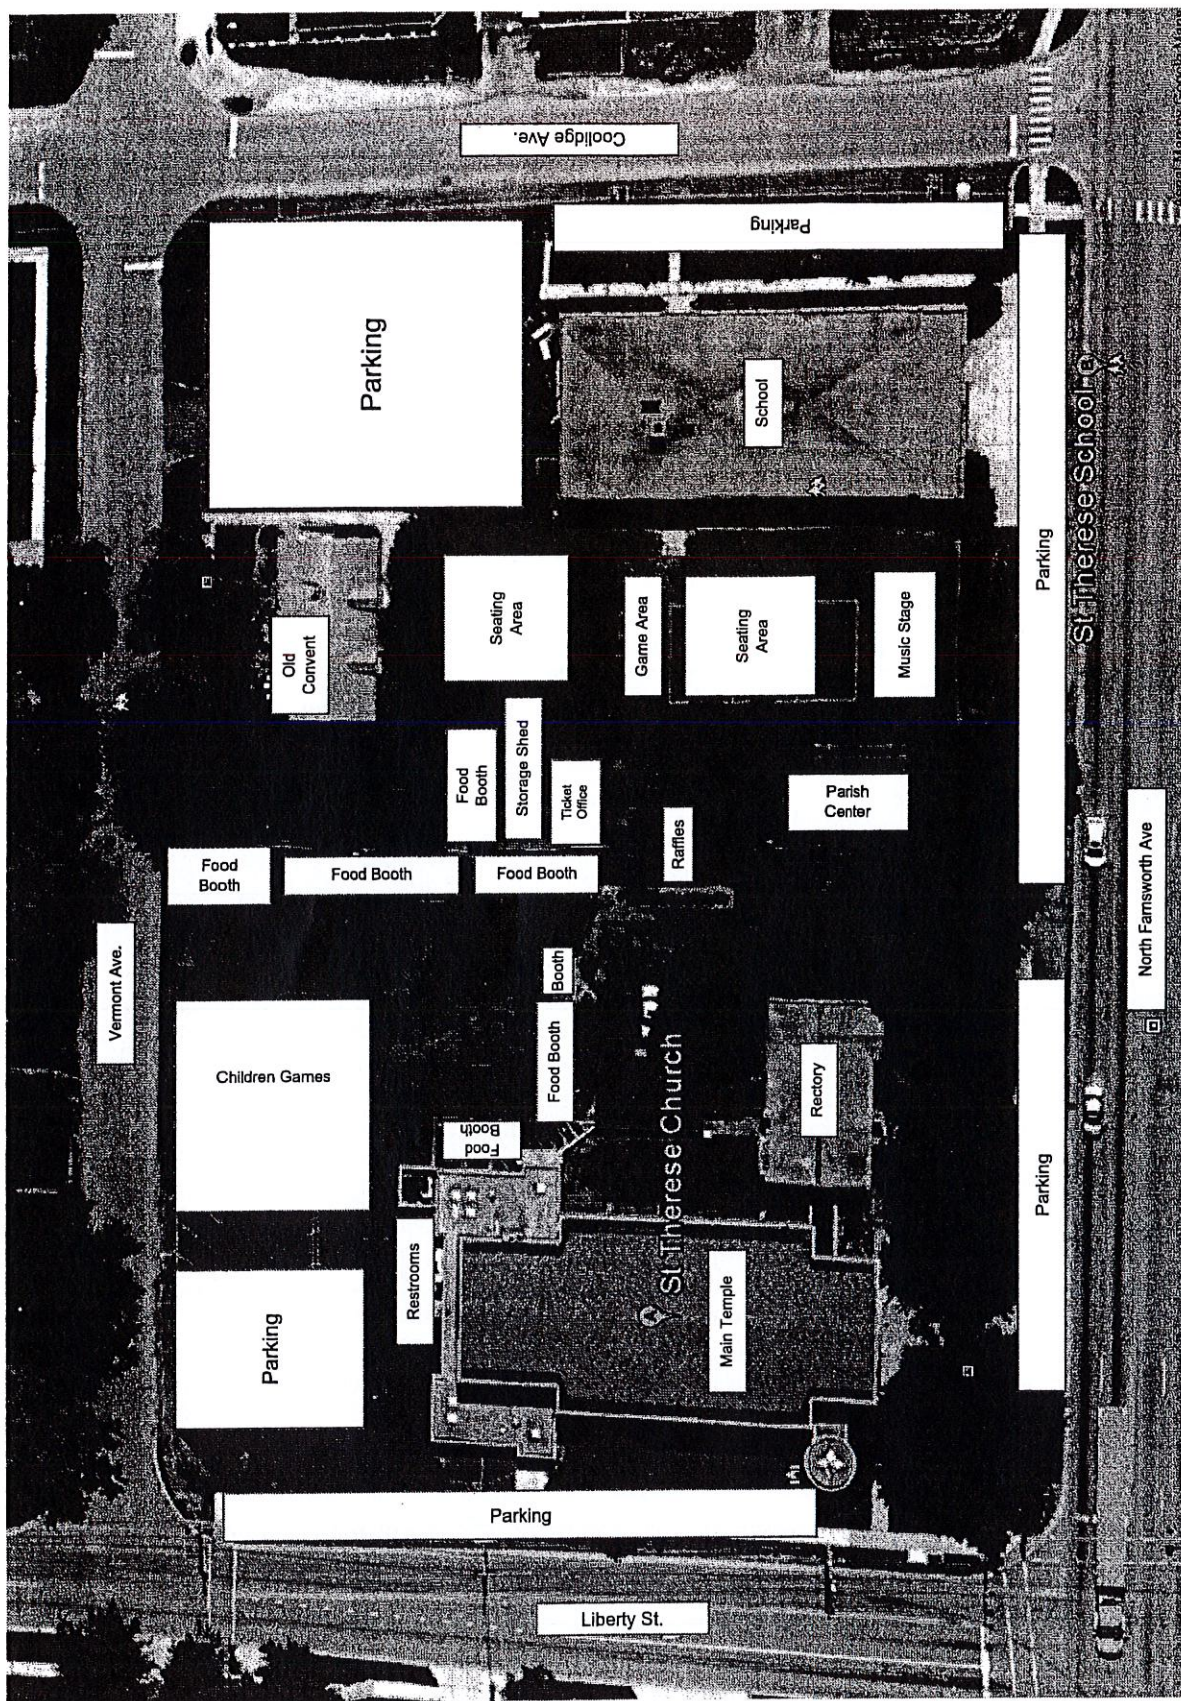 Coolidge Ave.
Parking
Parking
School
Parking
St Therese School
Old
Convent
Seating
Area
Game Area
Seating
Area
Music Stage
Food
Booth
Storage Shed
Ticket
Office
Parish
Center
Raffles
Food
Booth
Food Booth
Food Booth
North Farnsworth Ave
Vermont Ave.
Booth
Food Booth
Children Games
Food
Booth
Rectory
Parking
St Therese Church
Restrooms
Main Temple
Parking
Parking
Liberty St.